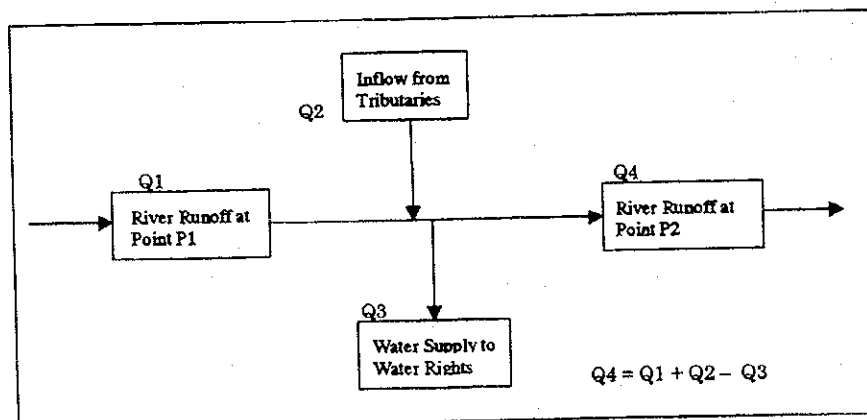 Inflow from
Tributaries
Q2
Q1
River Runoff at
Point P1
Q4
River Runoff at
Point P2
Q3
Water Supply to
Water Rights
Q4 = Q1 + Q2 – Q3